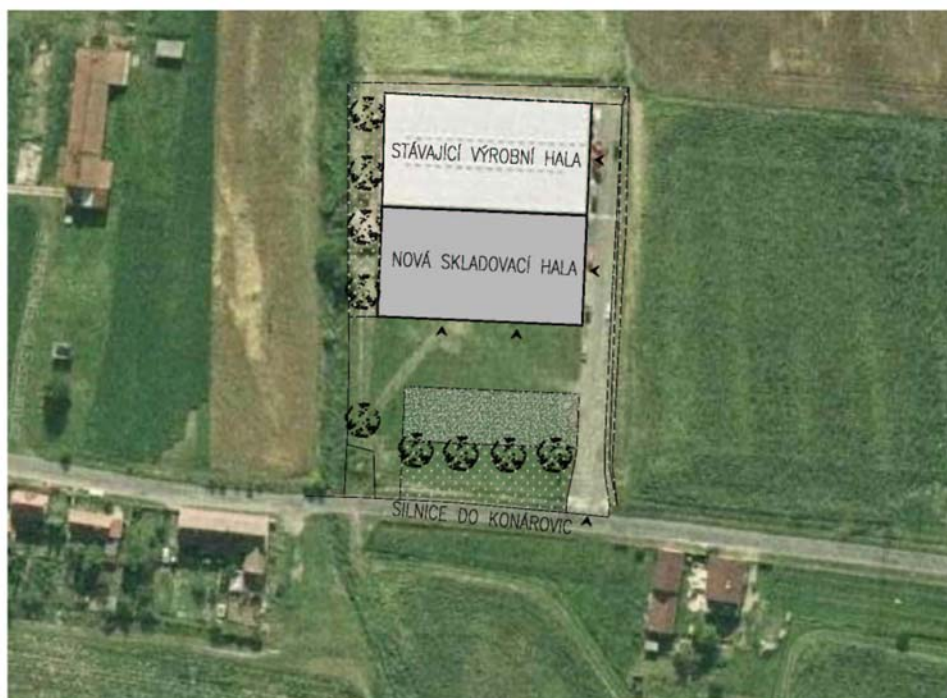 STÁVAJÍCÍ VÝROBNÍ HALA
NOVÁ SKLADOVACÍ HALA
SILNICE DO KONÁROVIC